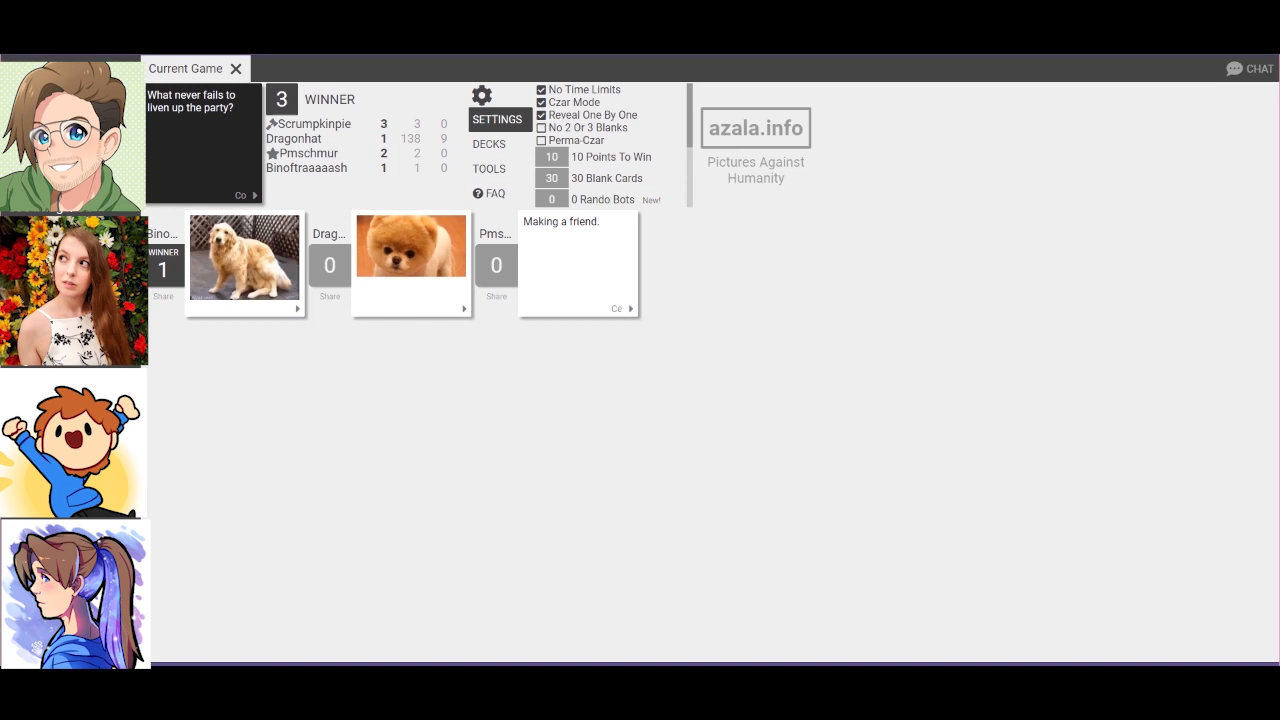 Current Game
CHAT
What never fails to
liven up the party?
Co
3 WINNER
Scrumpkinpie 3 3 0
Dragonhat 1 138 9
Pmschmur 2 2 0
Binoftraaaaash 1 1 0
SETTINGS
DECKS
TOOLS
FAQ
No Time Limits
Czar Mode
Reveal One By One
No 2 Or 3 Blanks
Perma-Czar
10 10 Points To Win
30 30 Blank Cards
0 0 Rando Bots New!
azala.info
Pictures Against
Humanity
Bino...
WINNER
1
Share
Drag...
0
Share
Pms...
0
Share
Making a friend.
Ce